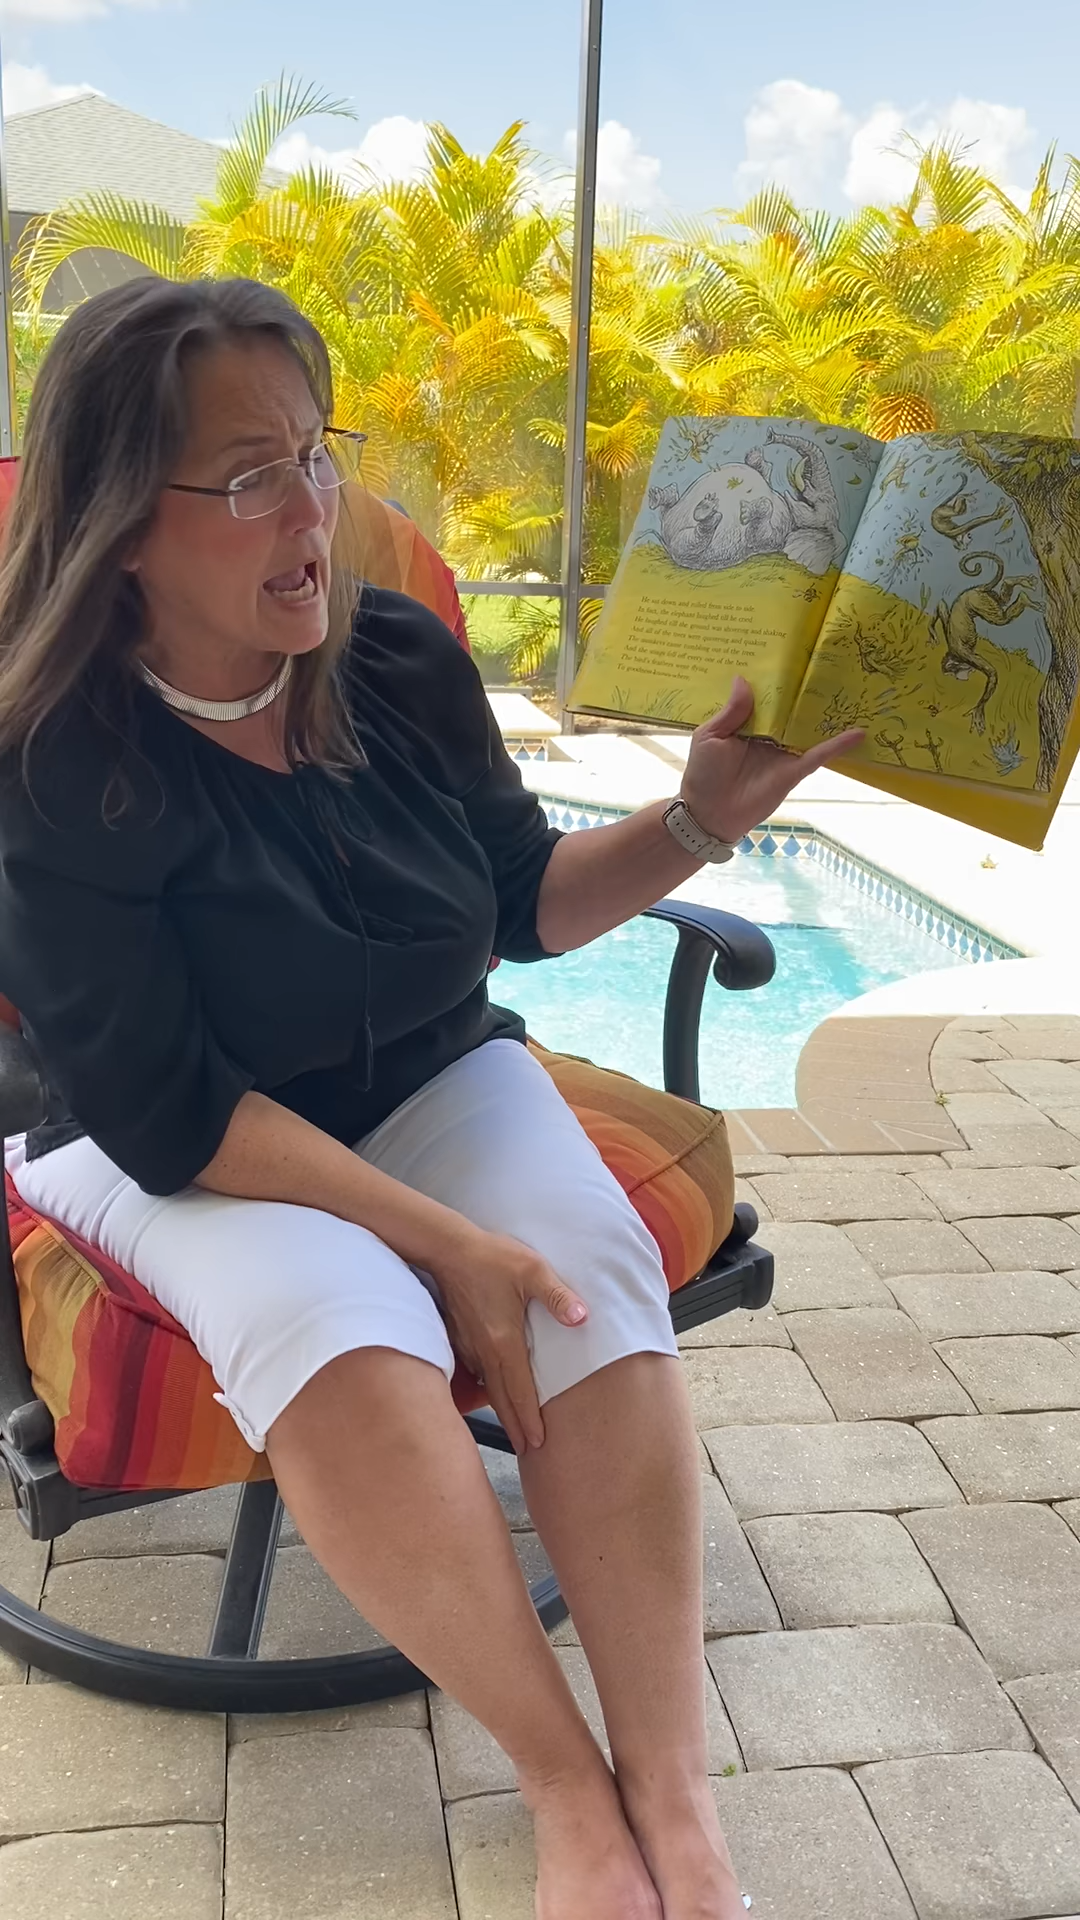 He sat down and rolled from side to side.
In fact, the elephant laughed till he cried.
He laughed till the ground was shivering and shaking
And all of the trees were quivering and quaking
The monkeys came tumbling out of the trees
And the wings fell off every one of the bees
The bird's feathers went flying
To goodness knows where,